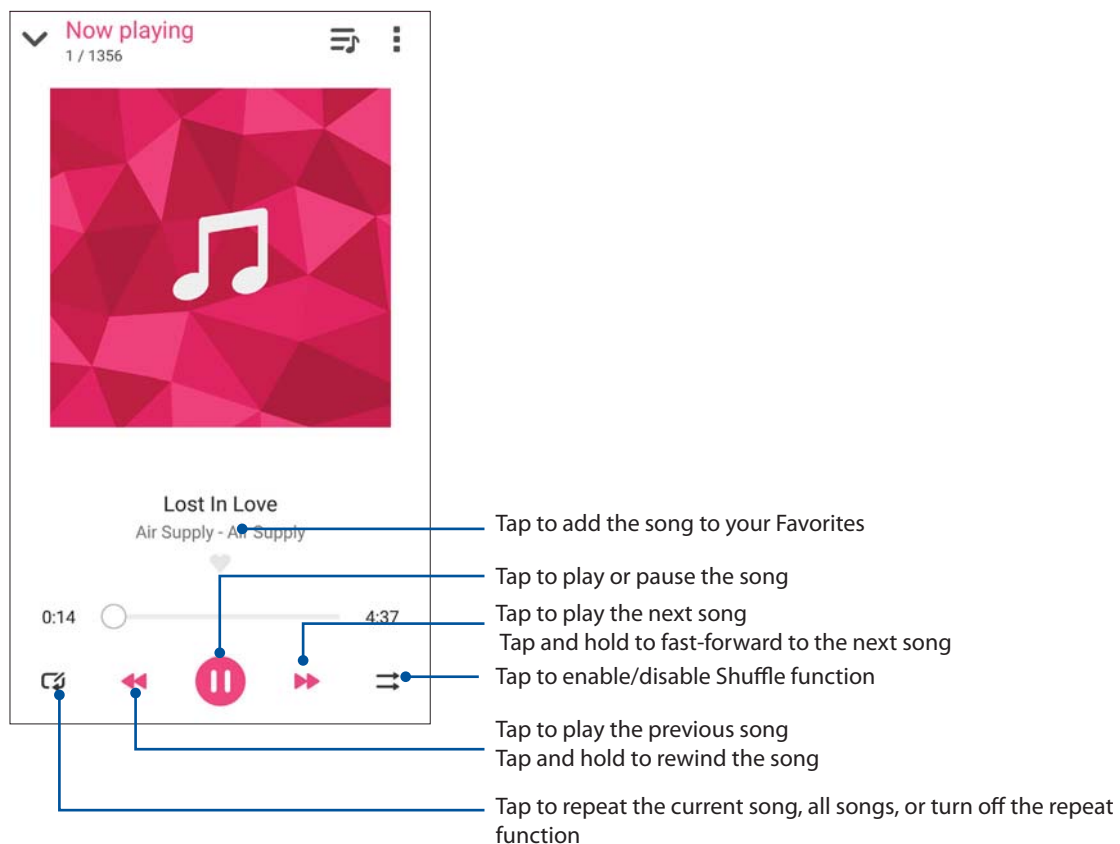 Now playing
1 / 1356
Lost In Love
Air Supply - Air Supply
0:14
4:37
Tap to add the song to your Favorites
Tap to play or pause the song
Tap to play the next song
Tap and hold to fast-forward to the next song
Tap to enable/disable Shuffle function
Tap to play the previous song
Tap and hold to rewind the song
Tap to repeat the current song, all songs, or turn off the repeat
function